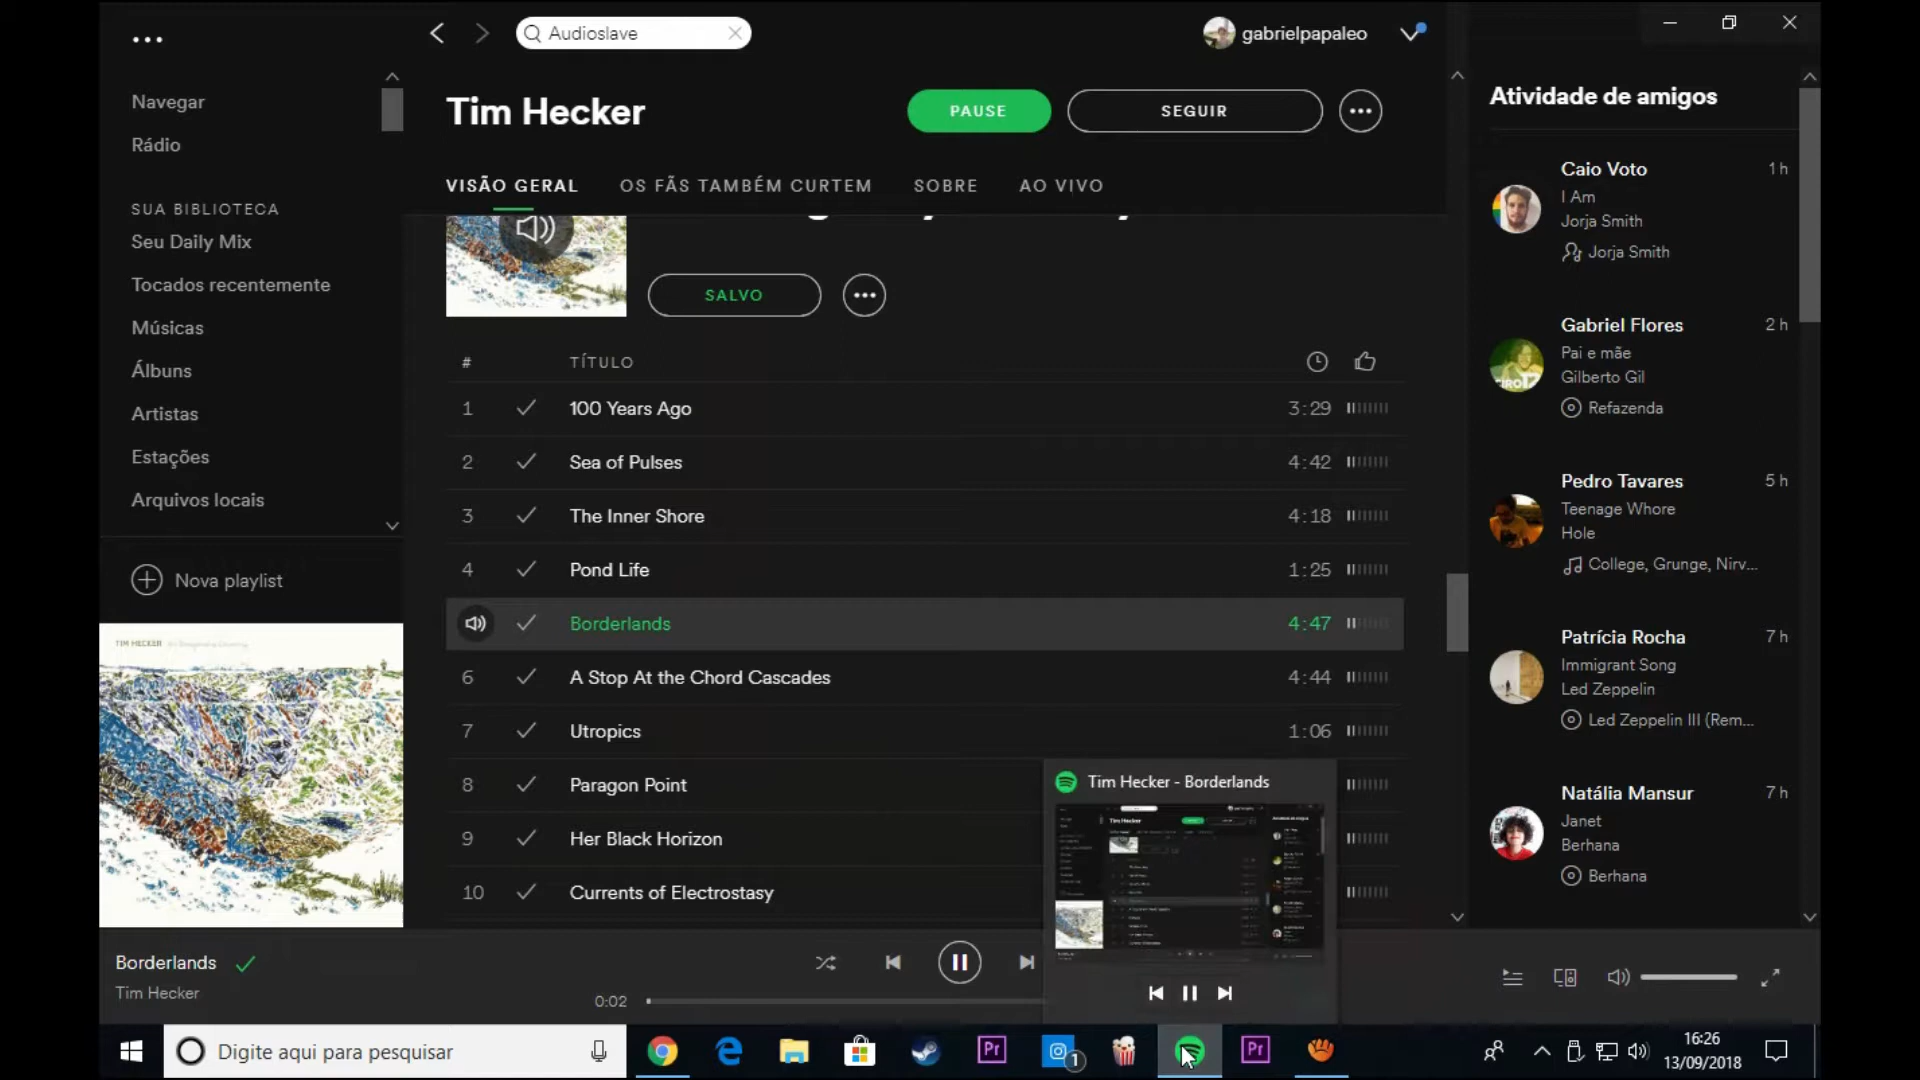 Audioslave
gabrielpapaleo
Navegar
Rádio
SUA BIBLIOTECA
Seu Daily Mix
Tocados recentemente
Músicas
Álbuns
Artistas
Estações
Arquivos locais
Nova playlist
TIM HECKER
Tim Hecker
PAUSE
SEGUIR
VISÃO GERAL
OS FÃS TAMBÉM CURTEM
SOBRE
AO VIVO
SALVO
# TÍTULO
1 100 Years Ago 3:29
2 Sea of Pulses 4:42
3 The Inner Shore 4:18
4 Pond Life 1:25
Borderlands 4:47
6 A Stop At the Chord Cascades 4:44
7 Utropics 1:06
8 Paragon Point
9 Her Black Horizon
10 Currents of Electrostasy
Tim Hecker - Borderlands
Tim Hecker
Atividade de amigos
Caio Voto 1 h
I Am
Jorja Smith
Jorja Smith
Gabriel Flores 2 h
Pai e mãe
Gilberto Gil
Refazenda
Pedro Tavares 5 h
Teenage Whore
Hole
College, Grunge, Nirv...
Patrícia Rocha 7 h
Immigrant Song
Led Zeppelin
Led Zeppelin III (Rem...
Natália Mansur 7 h
Janet
Berhana
Berhana
Borderlands
Tim Hecker
0:02
Digite aqui para pesquisar
Pr
1
Pr
16:26
13/09/2018